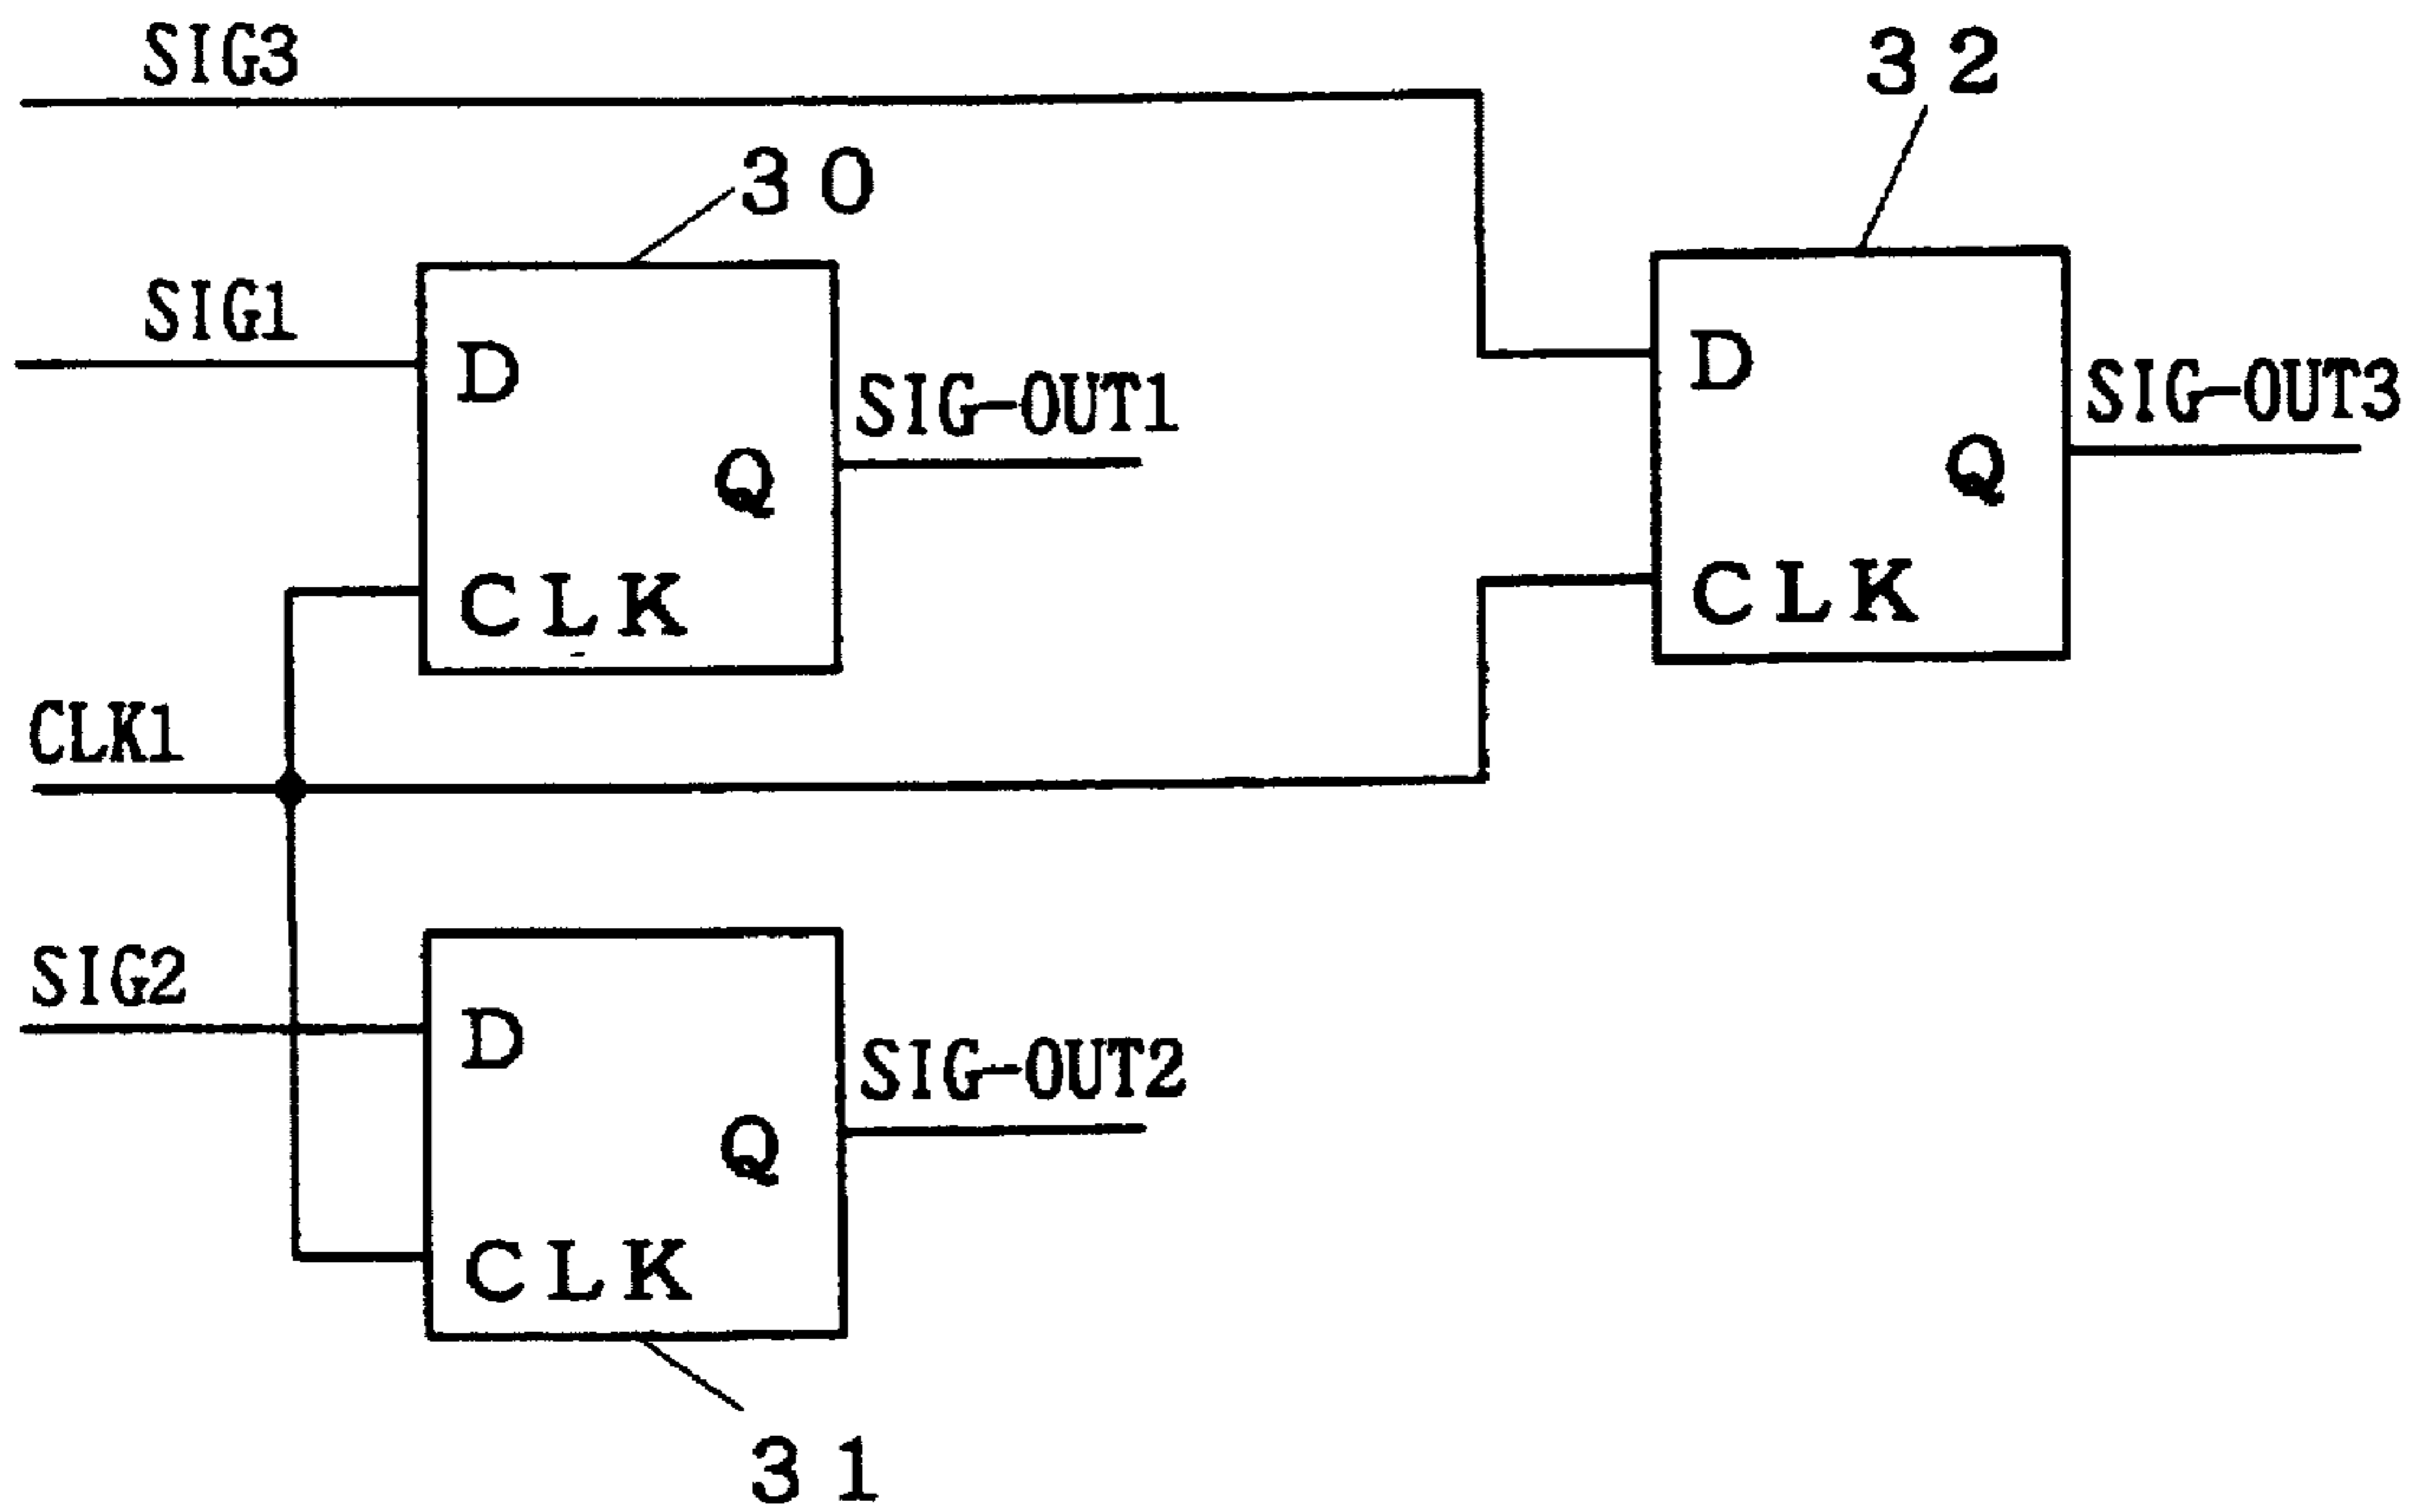 SIG3
32
30
SIG1
D
SIG-OUT1
Q
CLK
D
SIG-OUT3
Q
CLK
CLK1
SIG2
D
SIG-OUT2
Q
CLK
31